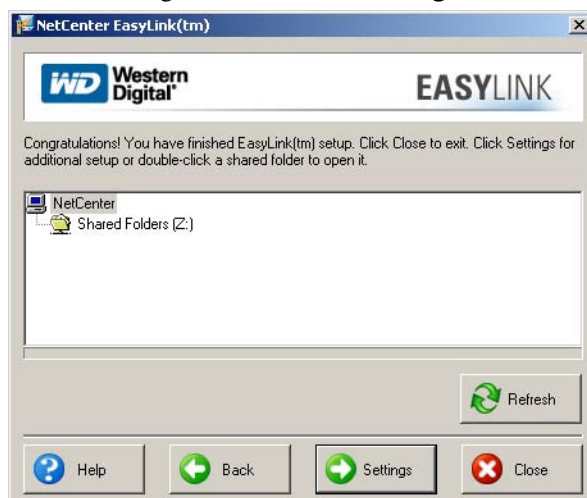 NetCenter EasyLink(tm)
WD Western Digital
EASYLINK
Congratulations! You have finished EasyLink(tm) setup. Click Close to exit. Click Settings for
additional setup or double-click a shared folder to open it.
NetCenter
Shared Folders (Z:)
Refresh
Help
Back
Settings
Close